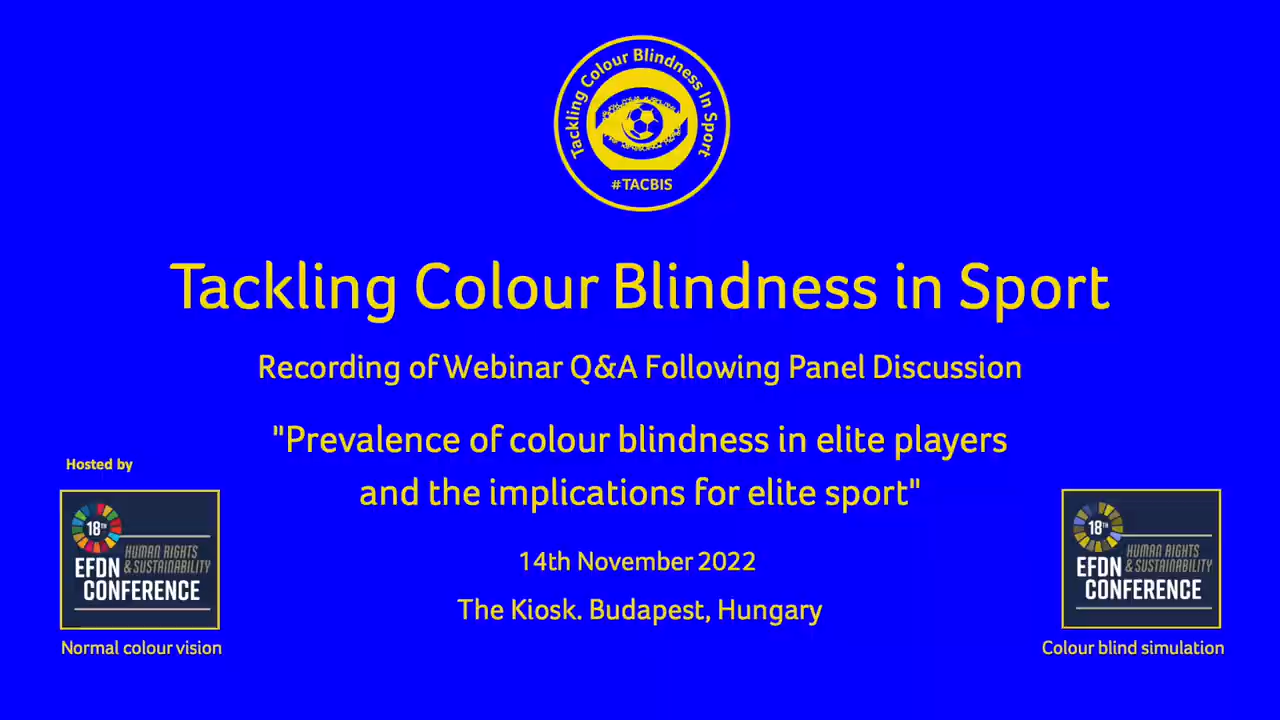 Tackling Colour Blindness In Sport
#TACBIS
Tackling Colour Blindness in Sport
Recording of Webinar Q&A Following Panel Discussion
"Prevalence of colour blindness in elite players
and the implications for elite sport"
14th November 2022
The Kiosk. Budapest, Hungary
Hosted by
18TH
HUMAN RIGHTS
& SUSTAINABILITY
EFDN
CONFERENCE
Normal colour vision
18TH
HUMAN RIGHTS
& SUSTAINABILITY
EFDN
CONFERENCE
Colour blind simulation